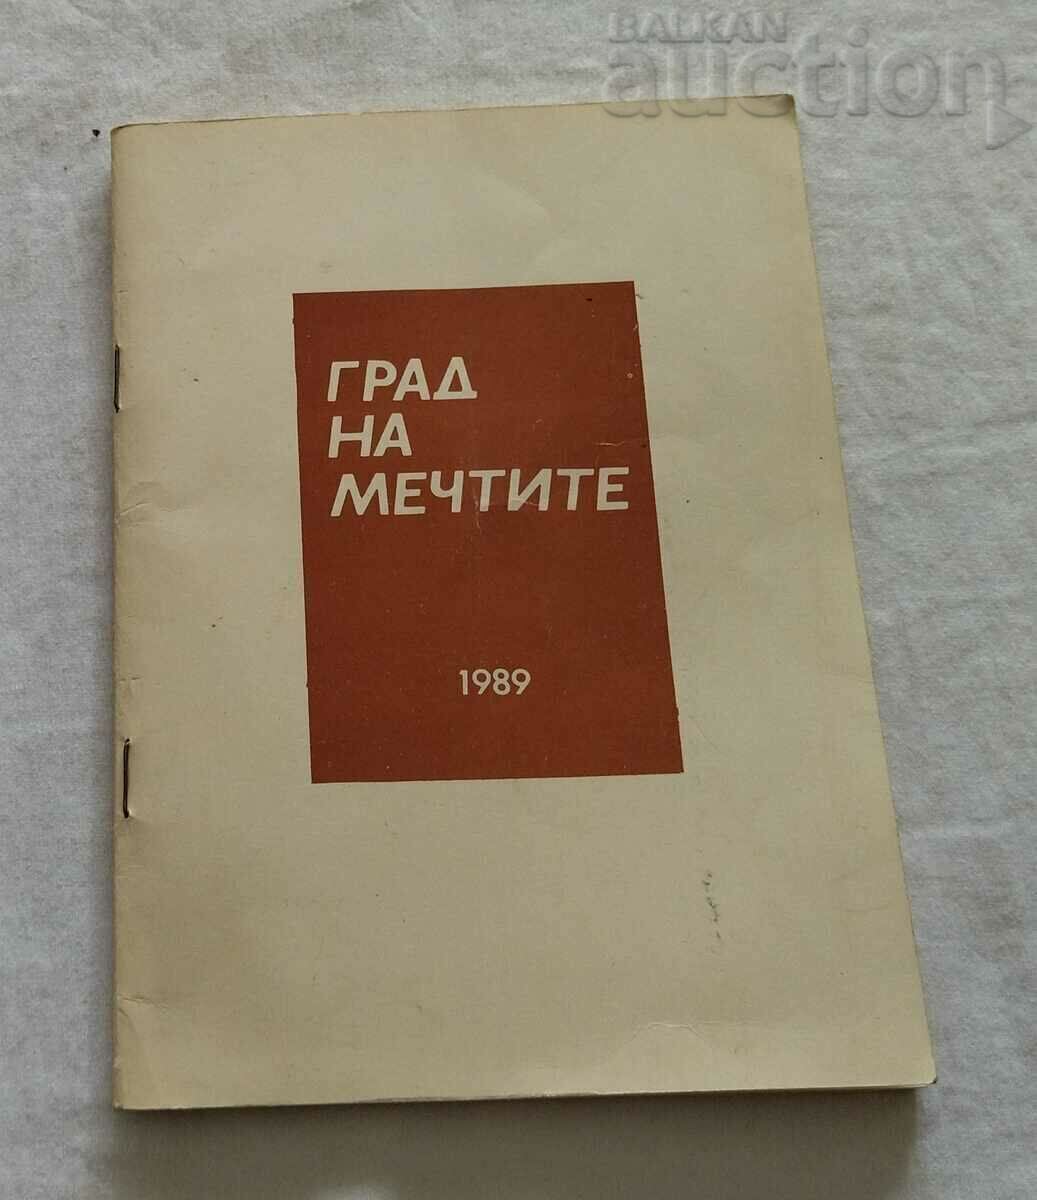 BALKAN
auction
ГРАД
НА
МЕЧТИТЕ
1989